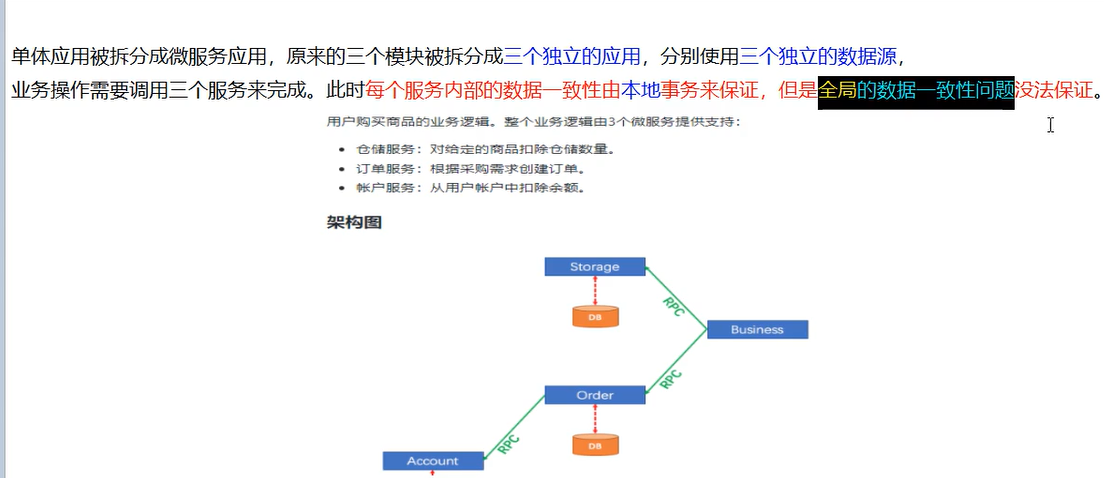 单体应用被拆分成微服务应用，原来的三个模块被拆分成三个独立的应用，分别使用三个独立的数据源，
业务操作需要调用三个服务来完成。此时每个服务内部的数据一致性由本地事务来保证，但是全局的数据一致性问题没法保证。
用户购买商品的业务逻辑。整个业务逻辑由3个微服务提供支持：
• 仓储服务：对给定的商品扣除仓储数量。
• 订单服务：根据采购需求创建订单。
• 帐户服务：从用户帐户中扣除余额。
架构图
Storage
RPC
DB
Business
RPC
Order
RPC
DB
Account